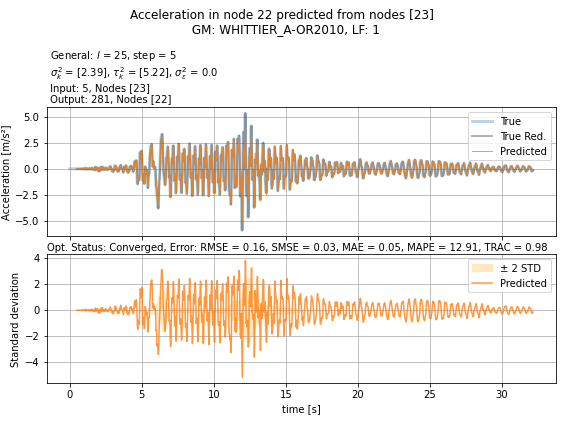 Acceleration in node 22 predicted from nodes [23]
GM: WHITTIER_A-OR2010, LF: 1
General: l = 25, step = 5
σ²ₖ = [2.39], τ²ₖ = [5.22], σ²ε = 0.0
Input: 5, Nodes [23]
Output: 281, Nodes [22]
5.0
2.5
0.0
−2.5
−5.0
Acceleration [m/s²]
True
True Red.
Predicted
Opt. Status: Converged, Error: RMSE = 0.16, SMSE = 0.03, MAE = 0.05, MAPE = 12.91, TRAC = 0.98
4
2
0
−2
−4
Standard deviation
± 2 STD
Predicted
0 5 10 15 20 25 30
time [s]